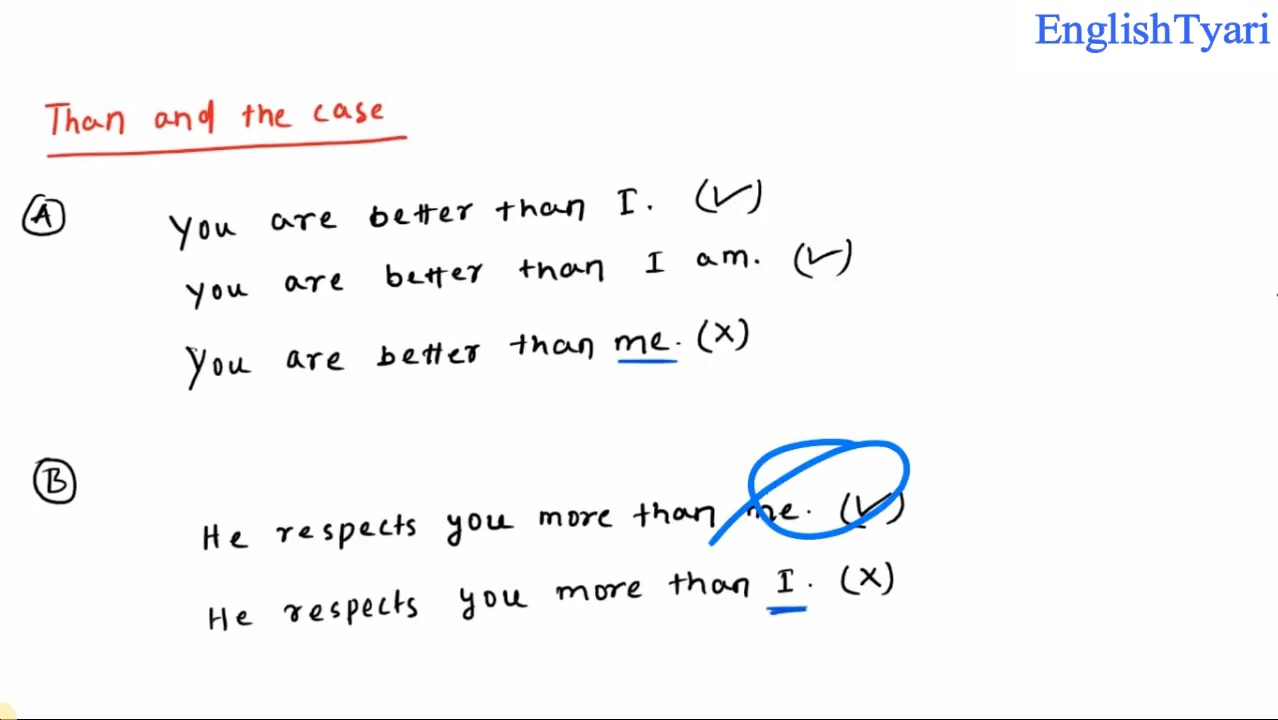 EnglishTyari
Than and the case
A
You are better than I. (✓)
You are better than I am. (✓)
You are better than me. (X)
B
He respects you more than me. (✓)
He respects you more than I. (X)